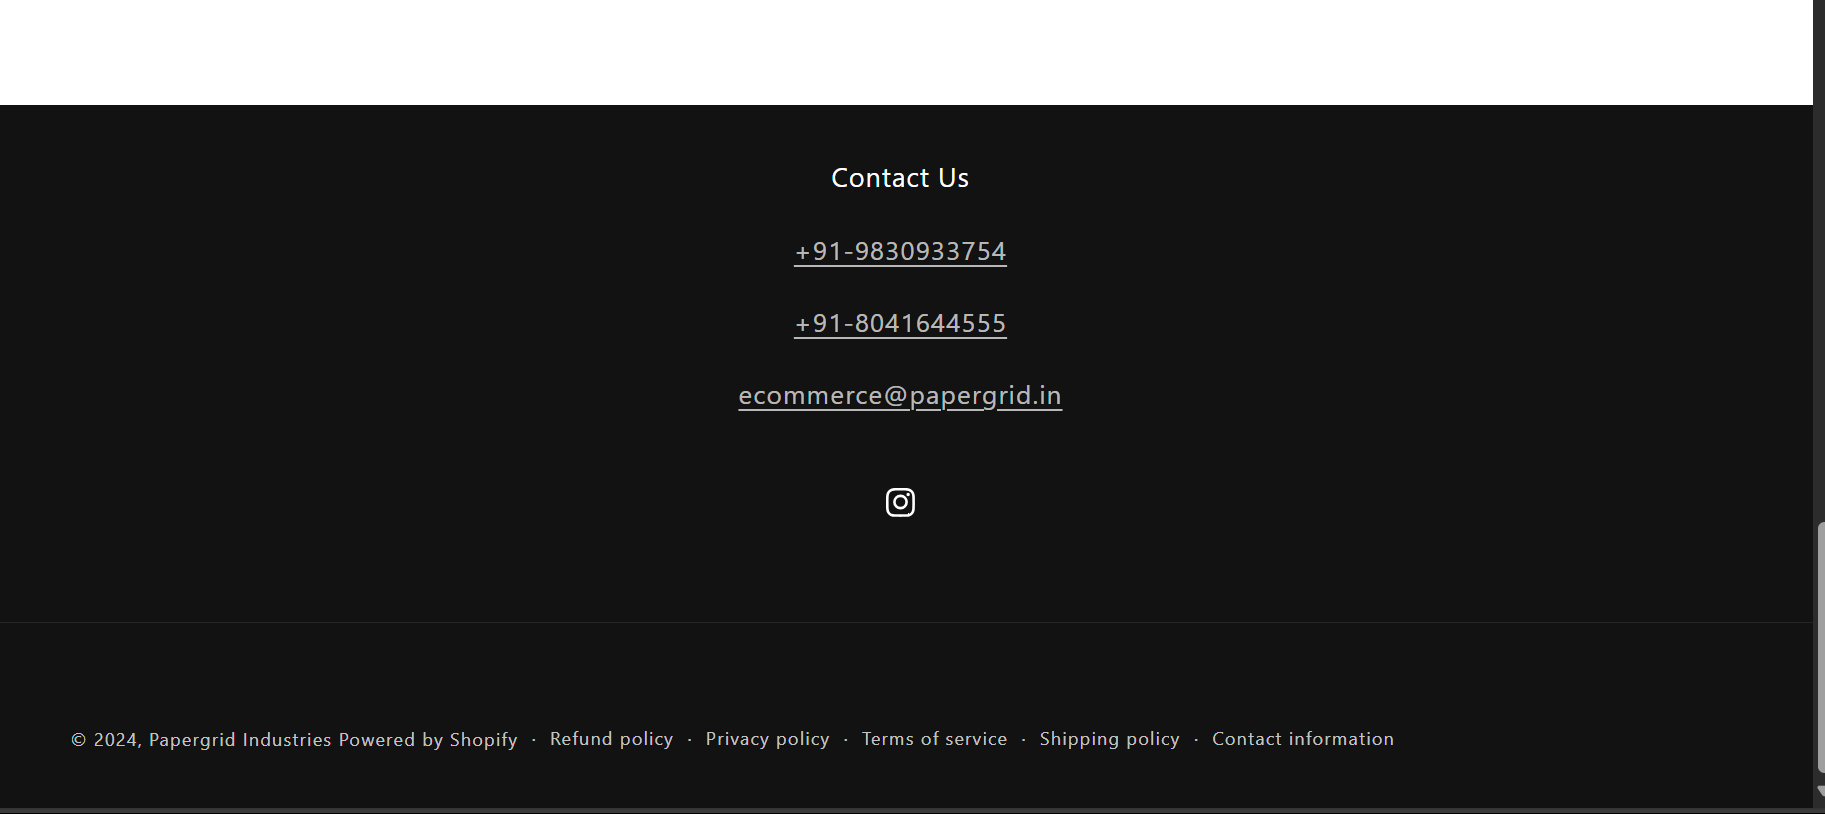 Contact Us
+91-9830933754
+91-8041644555
ecommerce@papergrid.in
© 2024, Papergrid Industries Powered by Shopify · Refund policy · Privacy policy · Terms of service · Shipping policy · Contact information